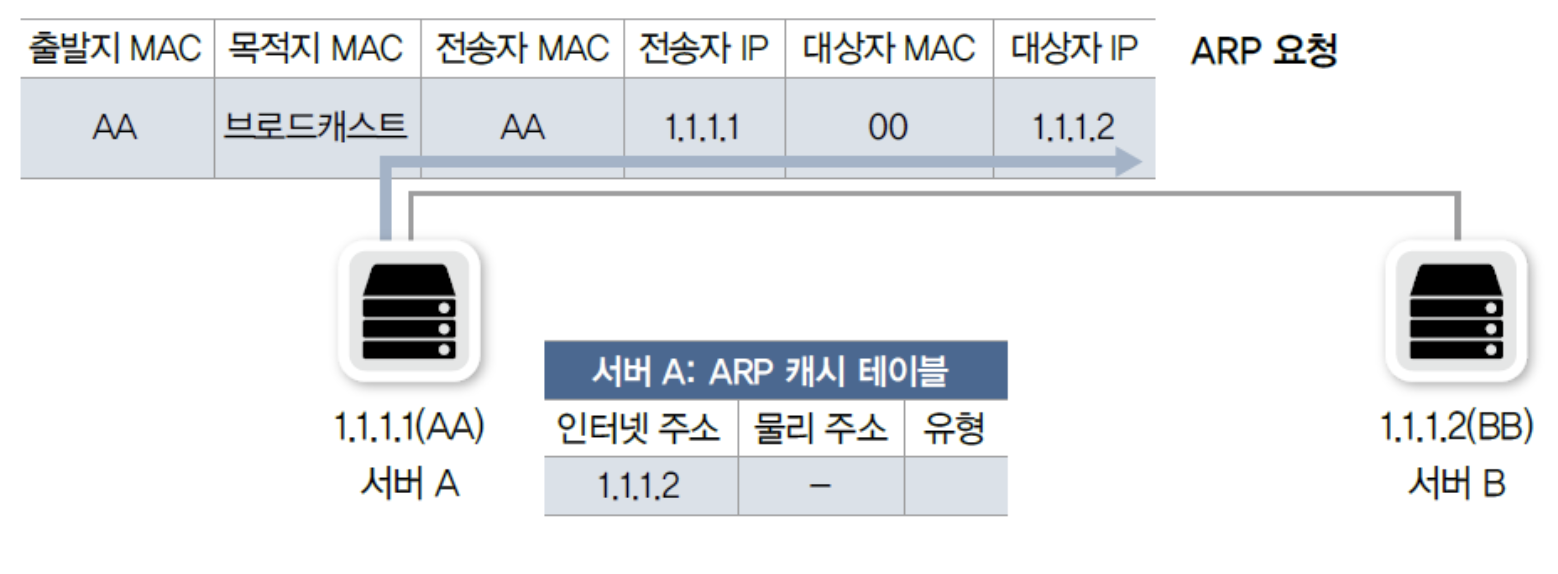 출발지 MAC 목적지 MAC 전송자 MAC 전송자 IP 대상자 MAC 대상자 IP ARP 요청
AA 브로드캐스트 AA 1.1.1.1 00 1.1.1.2
서버 A: ARP 캐시 테이블
인터넷 주소 물리 주소 유형
1.1.1.2 –
1.1.1.1(AA)
서버 A
1.1.1.2(BB)
서버 B